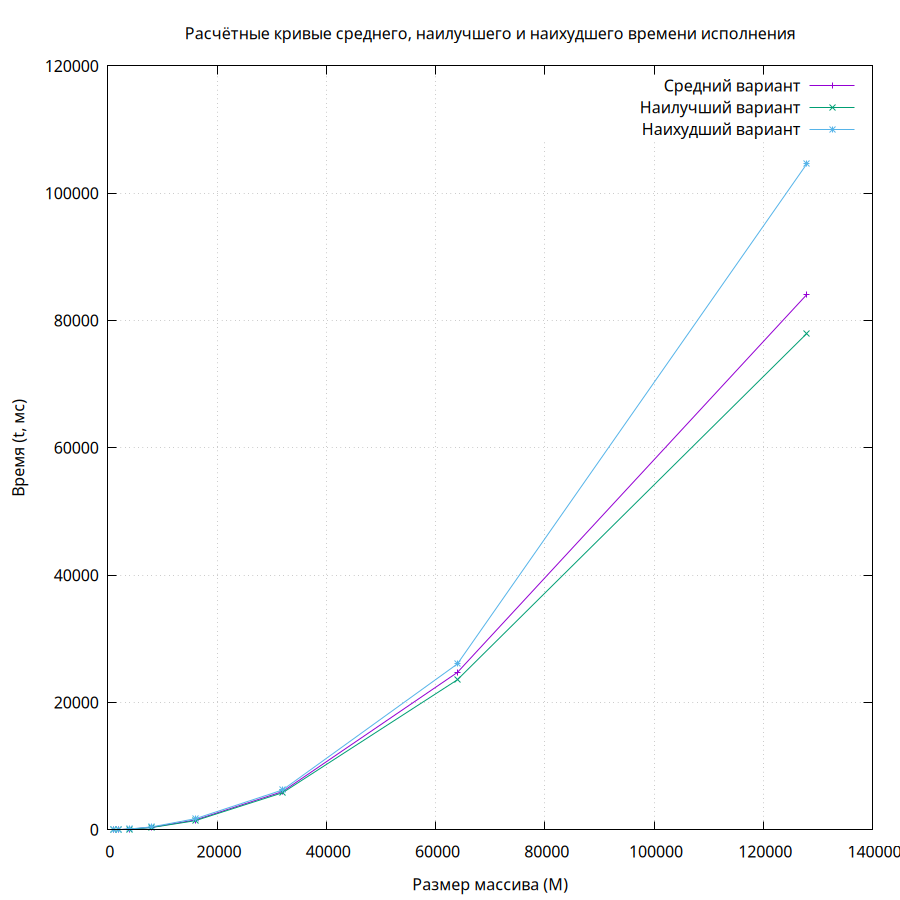 Расчётные кривые среднего, наилучшего и наихудшего времени исполнения
120000
100000
80000
60000
40000
20000
0
Время (t, мс)
Средний вариант
Наилучший вариант
Наихудший вариант
0 20000 40000 60000 80000 100000 120000 140000
Размер массива (М)